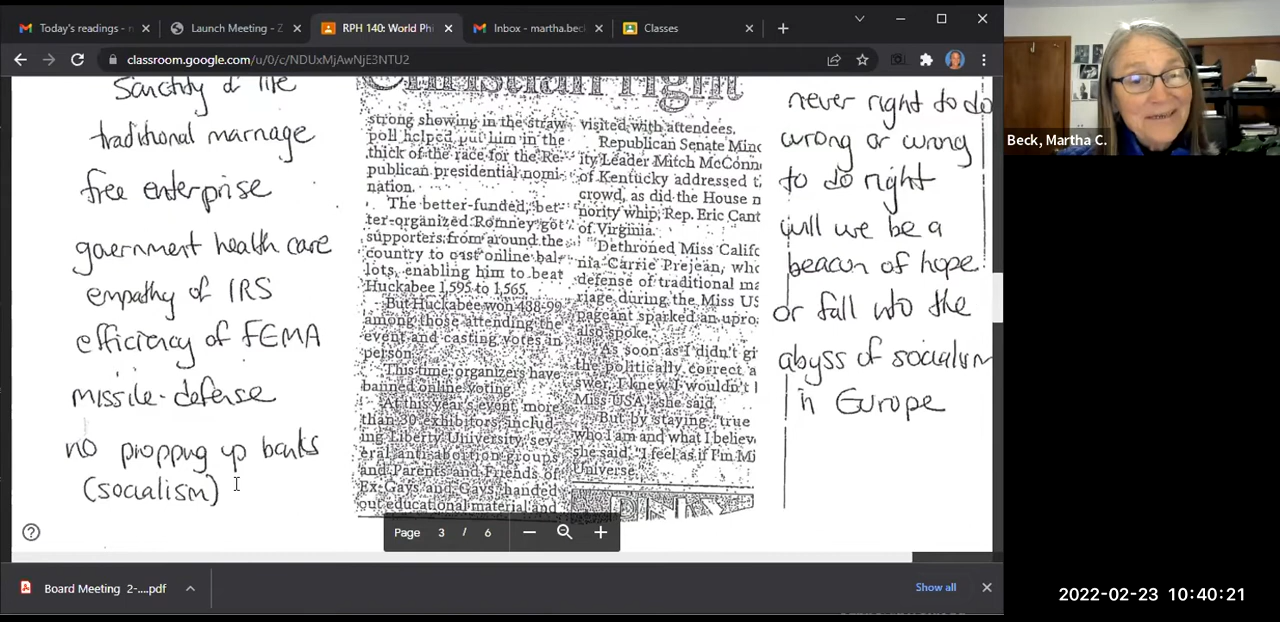 Today's readings - r
Launch Meeting - Z
RPH 140: World Phi
Inbox - martha.beck
Classes
classroom.google.com/u/0/c/NDUxMjAwNjE3NTU2
Sanctity of life
traditional marriage
free enterprise
government health care
empathy of IRS
efficiency of FEMA
missile-defense
no propping up banks
(socialism)
Christian right
strong showing in the straw
poll helped put him in the
thick of the race for the Re-
publican presidential nomi-
nation.
The better-funded, bet-
ter-organized Romney got
supporters from around the
country to cast online bal-
lots, enabling him to beat
Huckabee 1,595 to 1,565.
But Huckabee won 488-99
among those attending the
event and casting votes in
person.
This time, organizers have
banned online voting.
At this year's event, more
than 30 exhibitors, includ-
ing Liberty University, sev-
eral anti-abortion groups
and Parents and Friends of
Ex-Gays and Gays, handed
out educational material and
visited with attendees.
Republican Senate Mino
ity Leader Mitch McConn
of Kentucky addressed t
crowd, as did the House m
nority whip, Rep. Eric Cant
of Virginia.
Dethroned Miss Califo
nia Carrie Prejean, who
defense of traditional ma
riage during the Miss US
pageant sparked an upro
also spoke.
"As soon as I didn't gi
the politically correct a
swer, I knew I wouldn't
Miss USA," she said.
"But by staying true
who I am and what I believ
she said, "I feel as if I'm Mi
Universe."
never right to do
wrong or wrong
to do right
will we be a
beacon of hope
or fall into the
abyss of socialism
in Europe
Page 3 / 6
Board Meeting 2-....pdf
Show all
Beck, Martha C.
2022-02-23 10:40:21